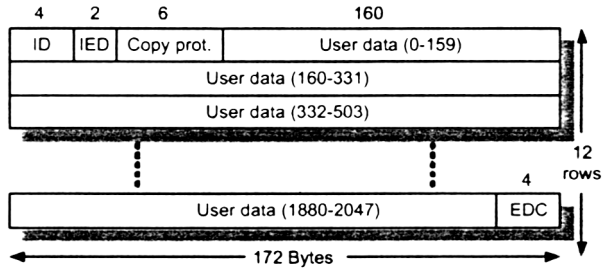 4 2 6 160
ID IED Copy prot. User data (0-159)
User data (160-331)
User data (332-503)
12
rows
4
User data (1880-2047) EDC
172 Bytes